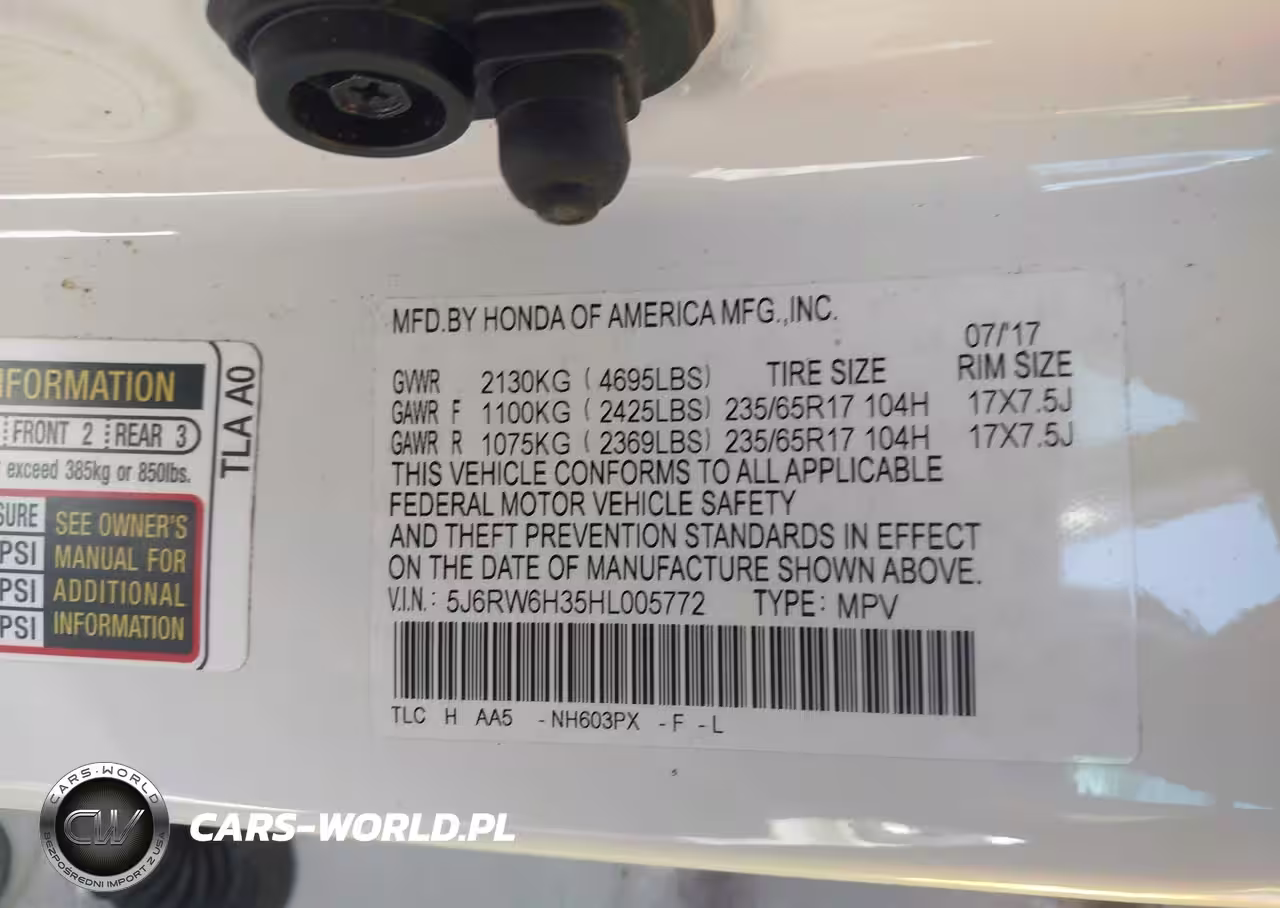 MFD.BY HONDA OF AMERICA MFG.,INC.
07/'17
GVWR 2130KG (4695LBS) TIRE SIZE RIM SIZE
GAWR F 1100KG (2425LBS) 235/65R17 104H 17X7.5J
GAWR R 1075KG (2369LBS) 235/65R17 104H 17X7.5J
THIS VEHICLE CONFORMS TO ALL APPLICABLE
FEDERAL MOTOR VEHICLE SAFETY
AND THEFT PREVENTION STANDARDS IN EFFECT
ON THE DATE OF MANUFACTURE SHOWN ABOVE.
V.I.N.: 5J6RW6H35HL005772 TYPE: MPV
TLC H AA5 -NH603PX -F -L
FRONT 2 REAR 3
exceed 385kg or 850lbs.
SEE OWNER'S
PSI MANUAL FOR
PSI ADDITIONAL
PSI INFORMATION
TLA A0
CARS-WORLD
CW
BEZPOŚREDNI IMPORT Z USA
CARS-WORLD.PL